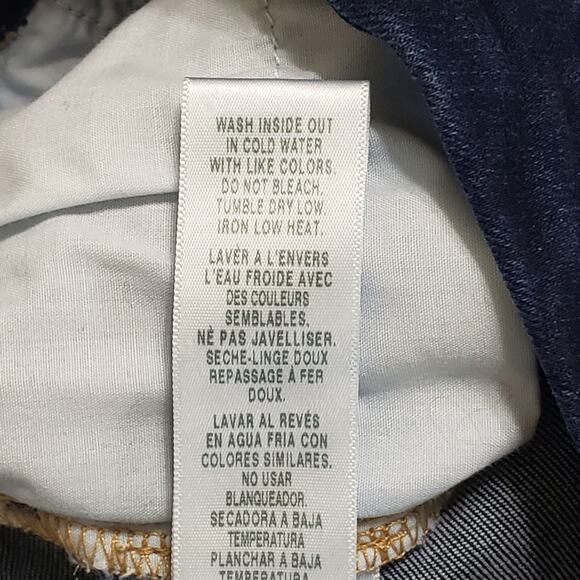 WASH INSIDE OUT
IN COLD WATER
WITH LIKE COLORS.
DO NOT BLEACH.
TUMBLE DRY LOW.
IRON LOW HEAT.
LAVER A L'ENVERS
L'EAU FROIDE AVEC
DES COULEURS
SEMBLABLES.
NÈ PAS JAVELLISER.
SECHE-LINGE DOUX
REPASSAGE À FER
DOUX.
LAVAR AL REVÉS
EN AGUA FRIA CON
COLORES SIMILARES.
NO USAR
BLANQUEADOR.
SECADORA A BAJA
TEMPERATURA
PLANCHAR A BAJA
TEMPERATURA